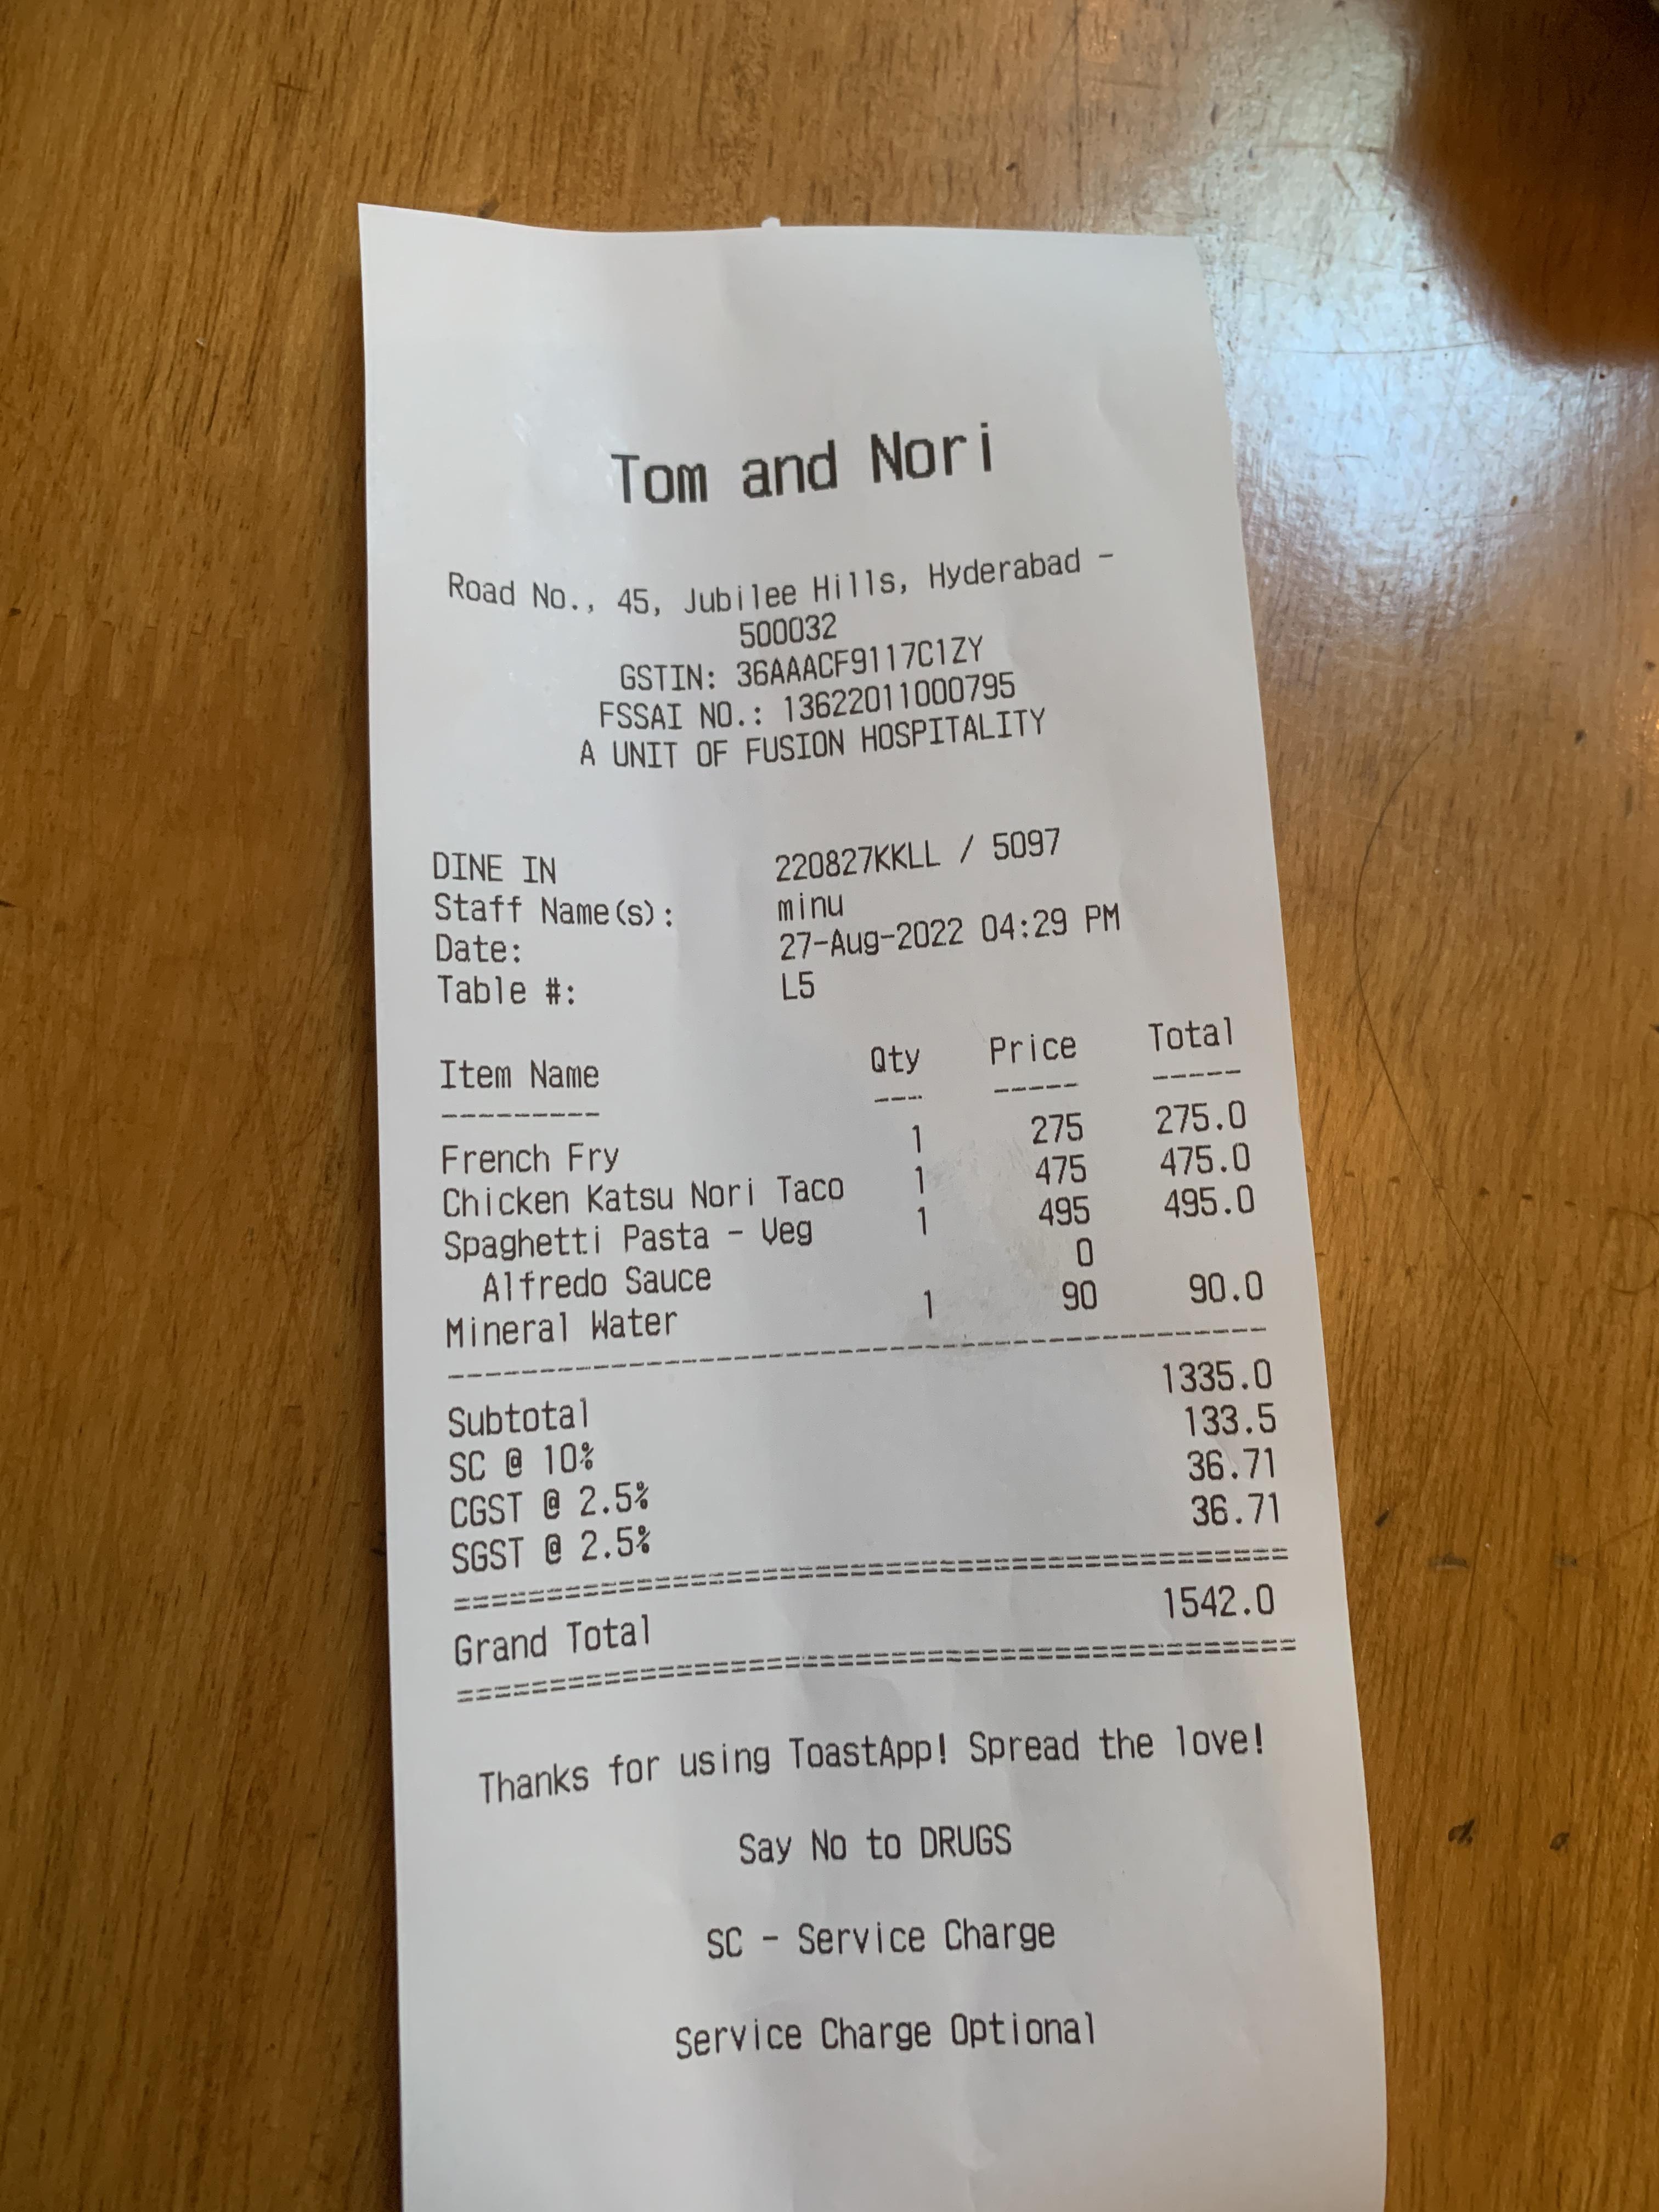 Tom and Nori
Road No., 45, Jubilee Hills, Hyderabad -
500032
GSTIN: 36AAACF9117C1ZY
FSSAI NO.: 13622011000795
A UNIT OF FUSION HOSPITALITY
DINE IN 220827KKLL / 5097
Staff Name(s): minu
Date: 27-Aug-2022 04:29 PM
Table #: L5
Item Name Qty Price Total
--------- --- ----- -----
French Fry 1 275 275.0
Chicken Katsu Nori Taco 1 475 475.0
Spaghetti Pasta - Veg 1 495 495.0
Alfredo Sauce 0
Mineral Water 1 90 90.0
Subtotal 1335.0
SC @ 10% 133.5
CGST @ 2.5% 36.71
SGST @ 2.5% 36.71
Grand Total 1542.0
Thanks for using ToastApp! Spread the love!
Say No to DRUGS
SC - Service Charge
Service Charge Optional